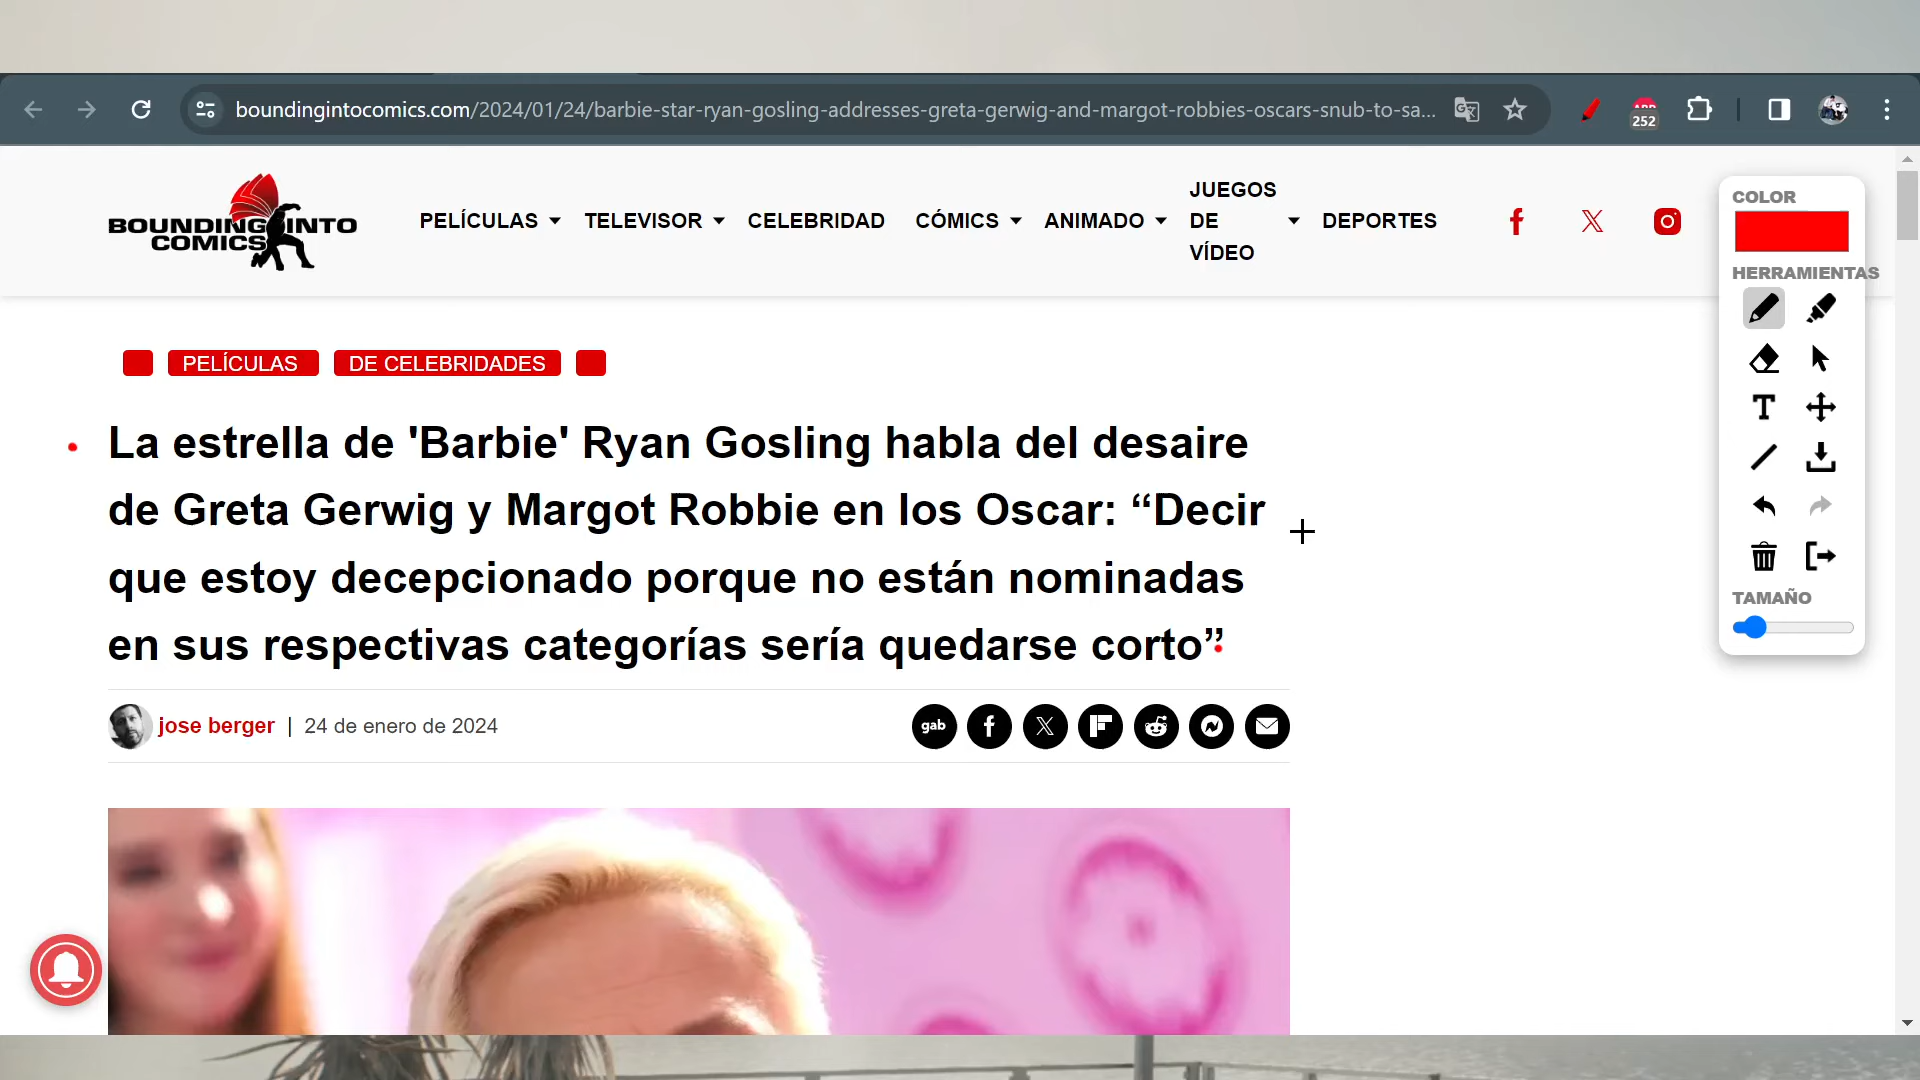 boundingintocomics.com/2024/01/24/barbie-star-ryan-gosling-addresses-greta-gerwig-and-margot-robbies-oscars-snub-to-sa...
252
BOUNDING INTO
COMICS
PELÍCULAS
TELEVISOR
CELEBRIDAD
CÓMICS
ANIMADO
JUEGOS
DE
VÍDEO
DEPORTES
COLOR
HERRAMIENTAS
TAMAÑO
PELÍCULAS
DE CELEBRIDADES
La estrella de 'Barbie' Ryan Gosling habla del desaire
de Greta Gerwig y Margot Robbie en los Oscar: “Decir
que estoy decepcionado porque no están nominadas
en sus respectivas categorías sería quedarse corto”
jose berger | 24 de enero de 2024
gab